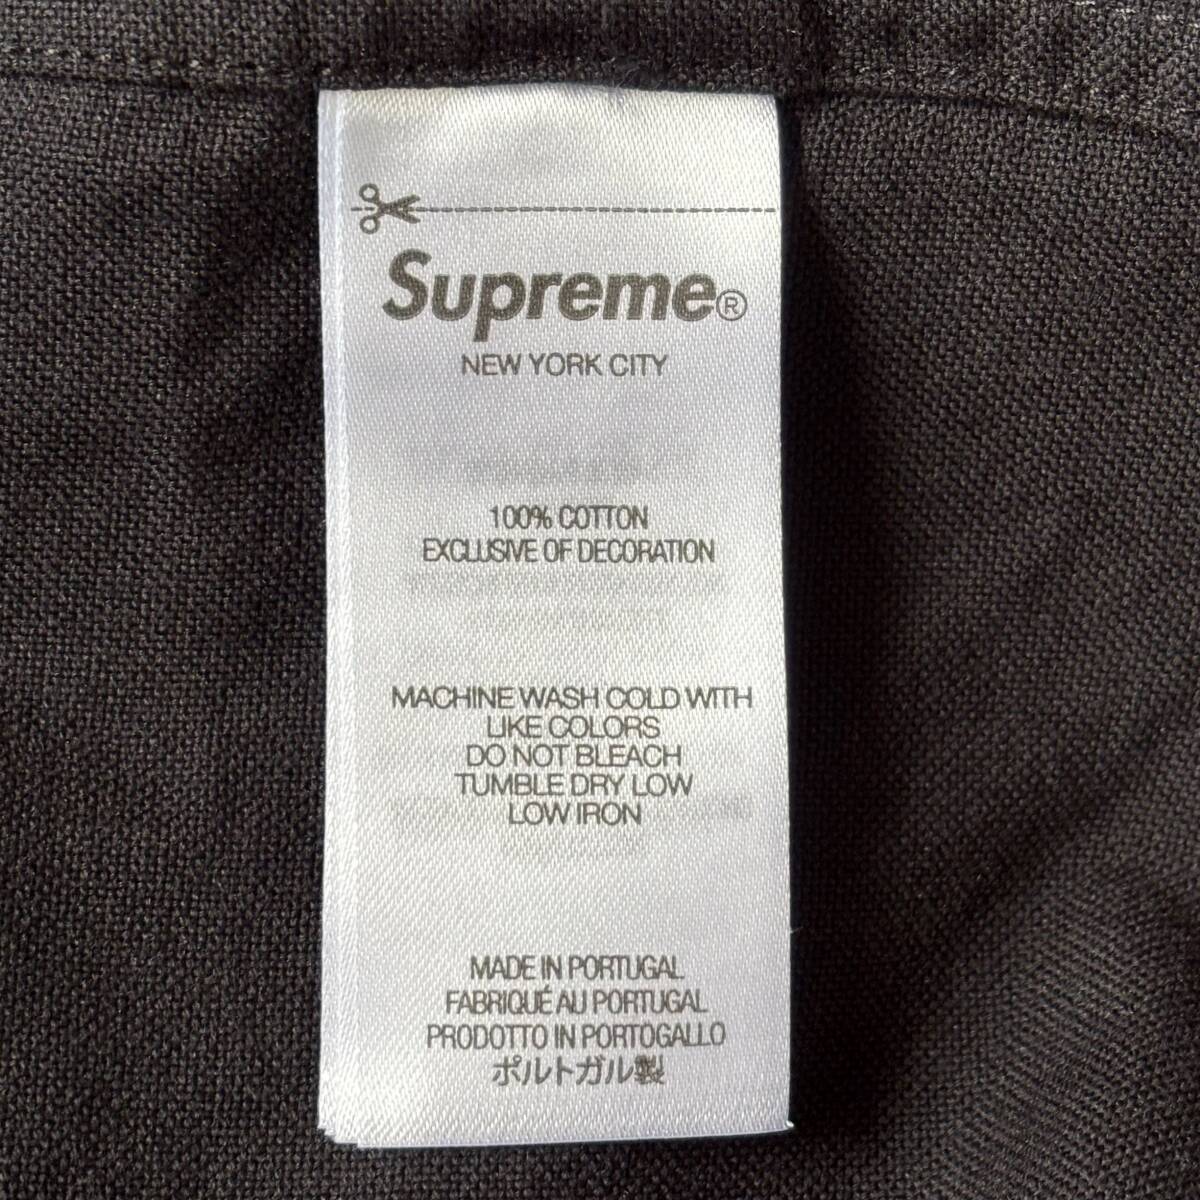 Supreme®
NEW YORK CITY
100% COTTON
EXCLUSIVE OF DECORATION
MACHINE WASH COLD WITH
LIKE COLORS
DO NOT BLEACH
TUMBLE DRY LOW
LOW IRON
MADE IN PORTUGAL
FABRIQUÉ AU PORTUGAL
PRODOTTO IN PORTOGALLO
ポルトガル製